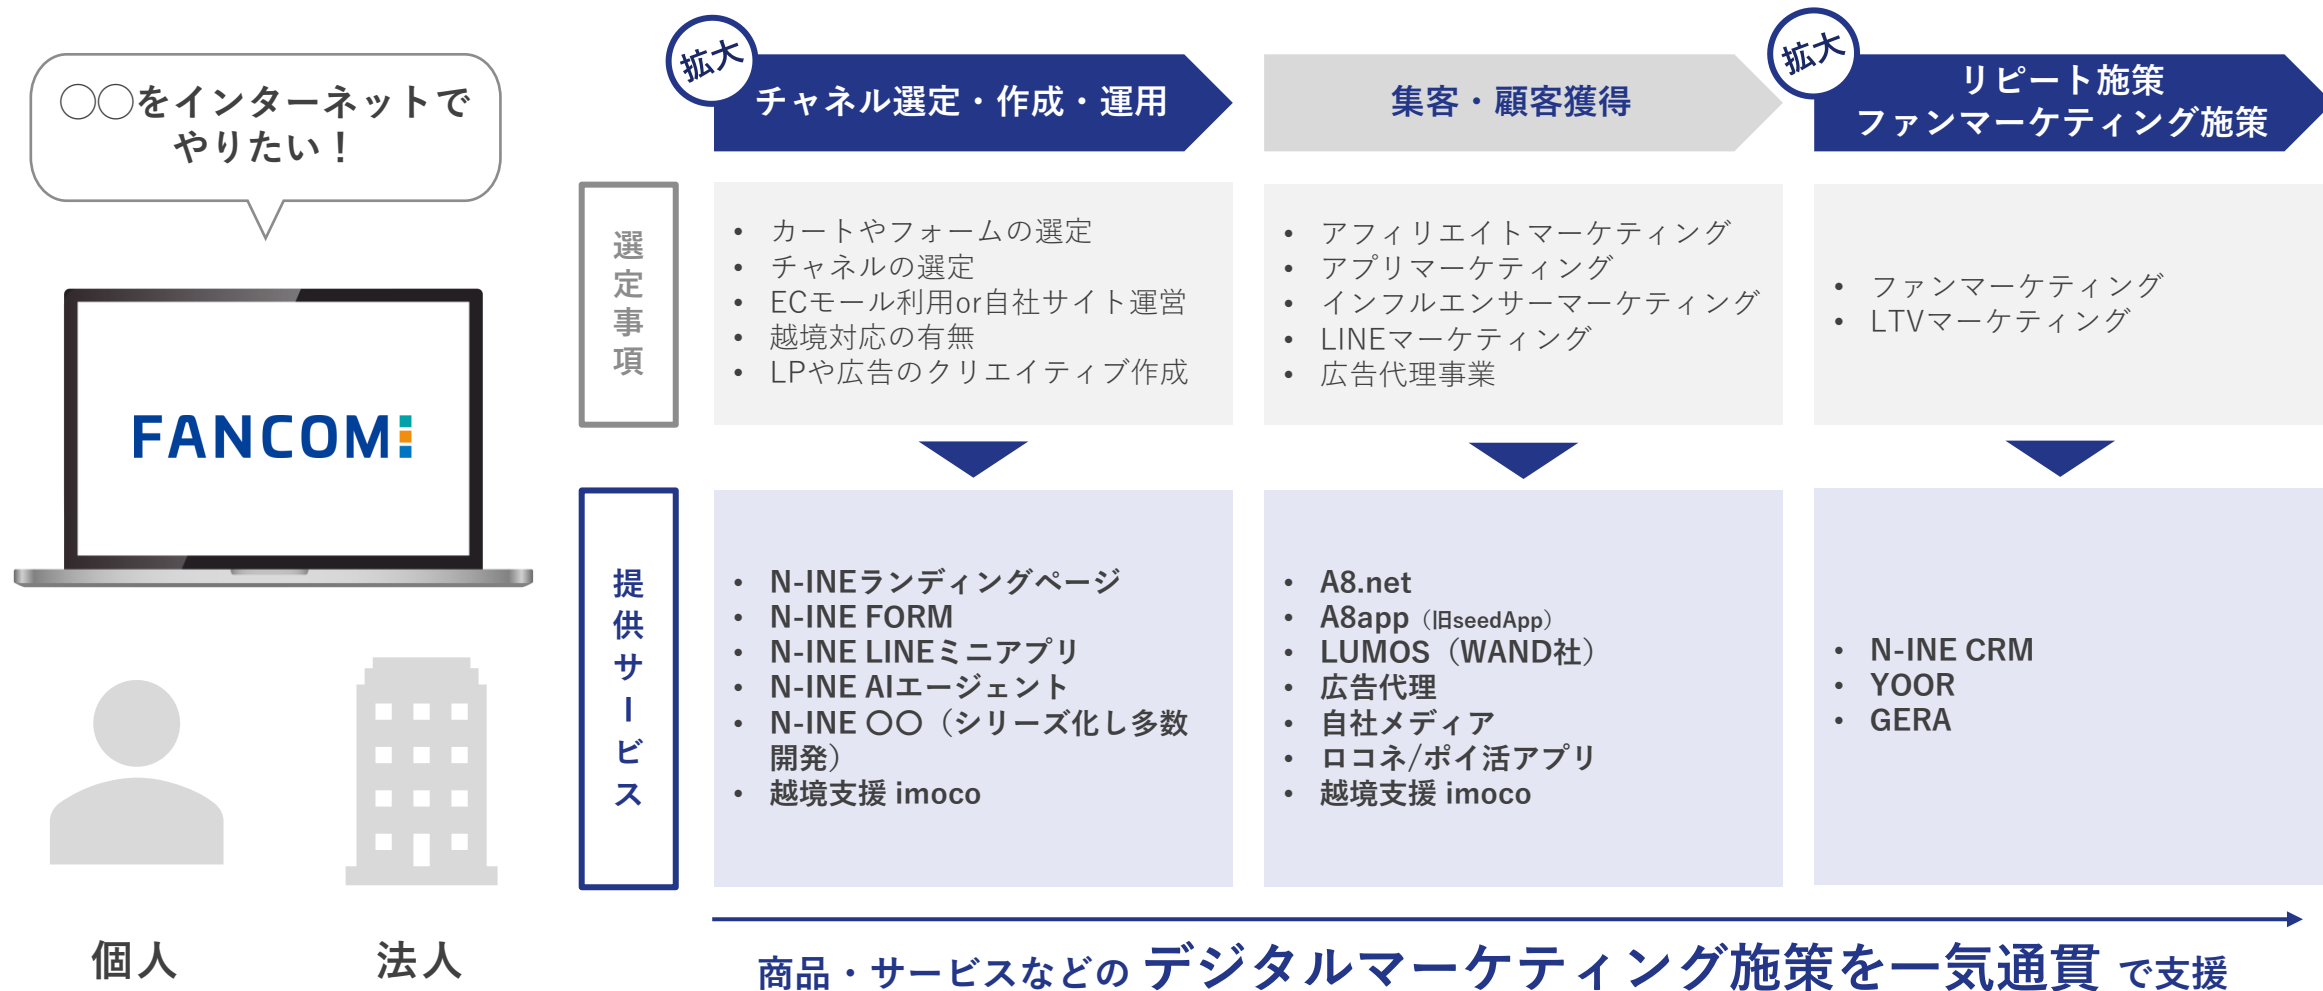 〇〇をインターネットで
やりたい！
FANCOMI
個人
法人
拡大
チャネル選定・作成・運用
集客・顧客獲得
拡大
リピート施策
ファンマーケティング施策
選定事項
• カートやフォームの選定
• チャネルの選定
• ECモール利用or自社サイト運営
• 越境対応の有無
• LPや広告のクリエイティブ作成
• アフィリエイトマーケティング
• アプリマーケティング
• インフルエンサーマーケティング
• LINEマーケティング
• 広告代理事業
• ファンマーケティング
• LTVマーケティング
提供サービス
• N-INEランディングページ
• N-INE FORM
• N-INE LINEミニアプリ
• N-INE AIエージェント
• N-INE 〇〇（シリーズ化し多数
開発）
• 越境支援 imoco
• A8.net
• A8app（旧seedApp）
• LUMOS（WAND社）
• 広告代理
• 自社メディア
• ロコネ/ポイ活アプリ
• 越境支援 imoco
• N-INE CRM
• YOOR
• GERA
商品・サービスなどの デジタルマーケティング施策を一気通貫 で支援